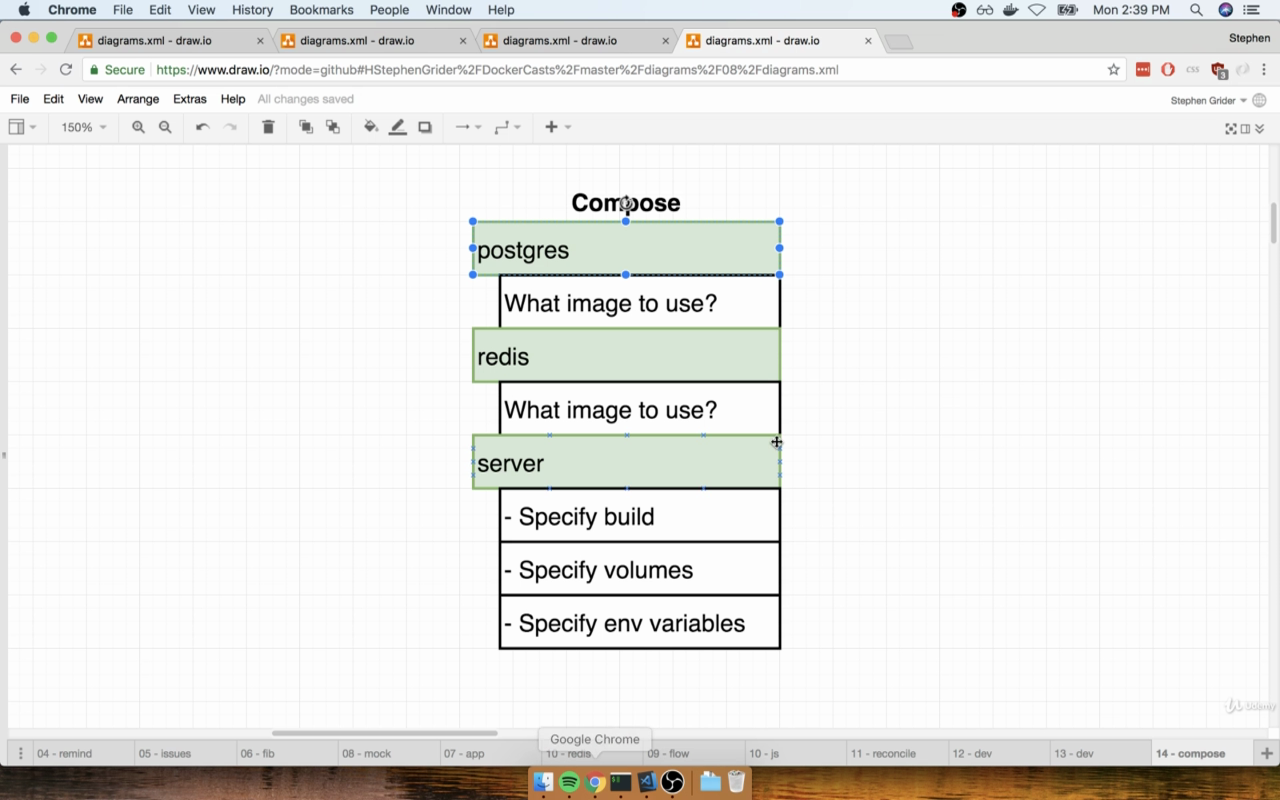 Chrome File Edit View History Bookmarks People Window Help Mon 2:39 PM
diagrams.xml - draw.io diagrams.xml - draw.io diagrams.xml - draw.io diagrams.xml - draw.io Stephen
Secure https://www.draw.io/?mode=github#HStephenGrider%2FDockerCasts%2Fmaster%2Fdiagrams%2F08%2Fdiagrams.xml css 3
File Edit View Arrange Extras Help All changes saved Stephen Grider
150%
Compose
postgres
What image to use?
redis
What image to use?
server
- Specify build
- Specify volumes
- Specify env variables
Udemy
Google Chrome
04 - remind 05 - issues 06 - fib 08 - mock 07 - app 10 - redis 09 - flow 10 - js 11 - reconcile 12 - dev 13 - dev 14 - compose